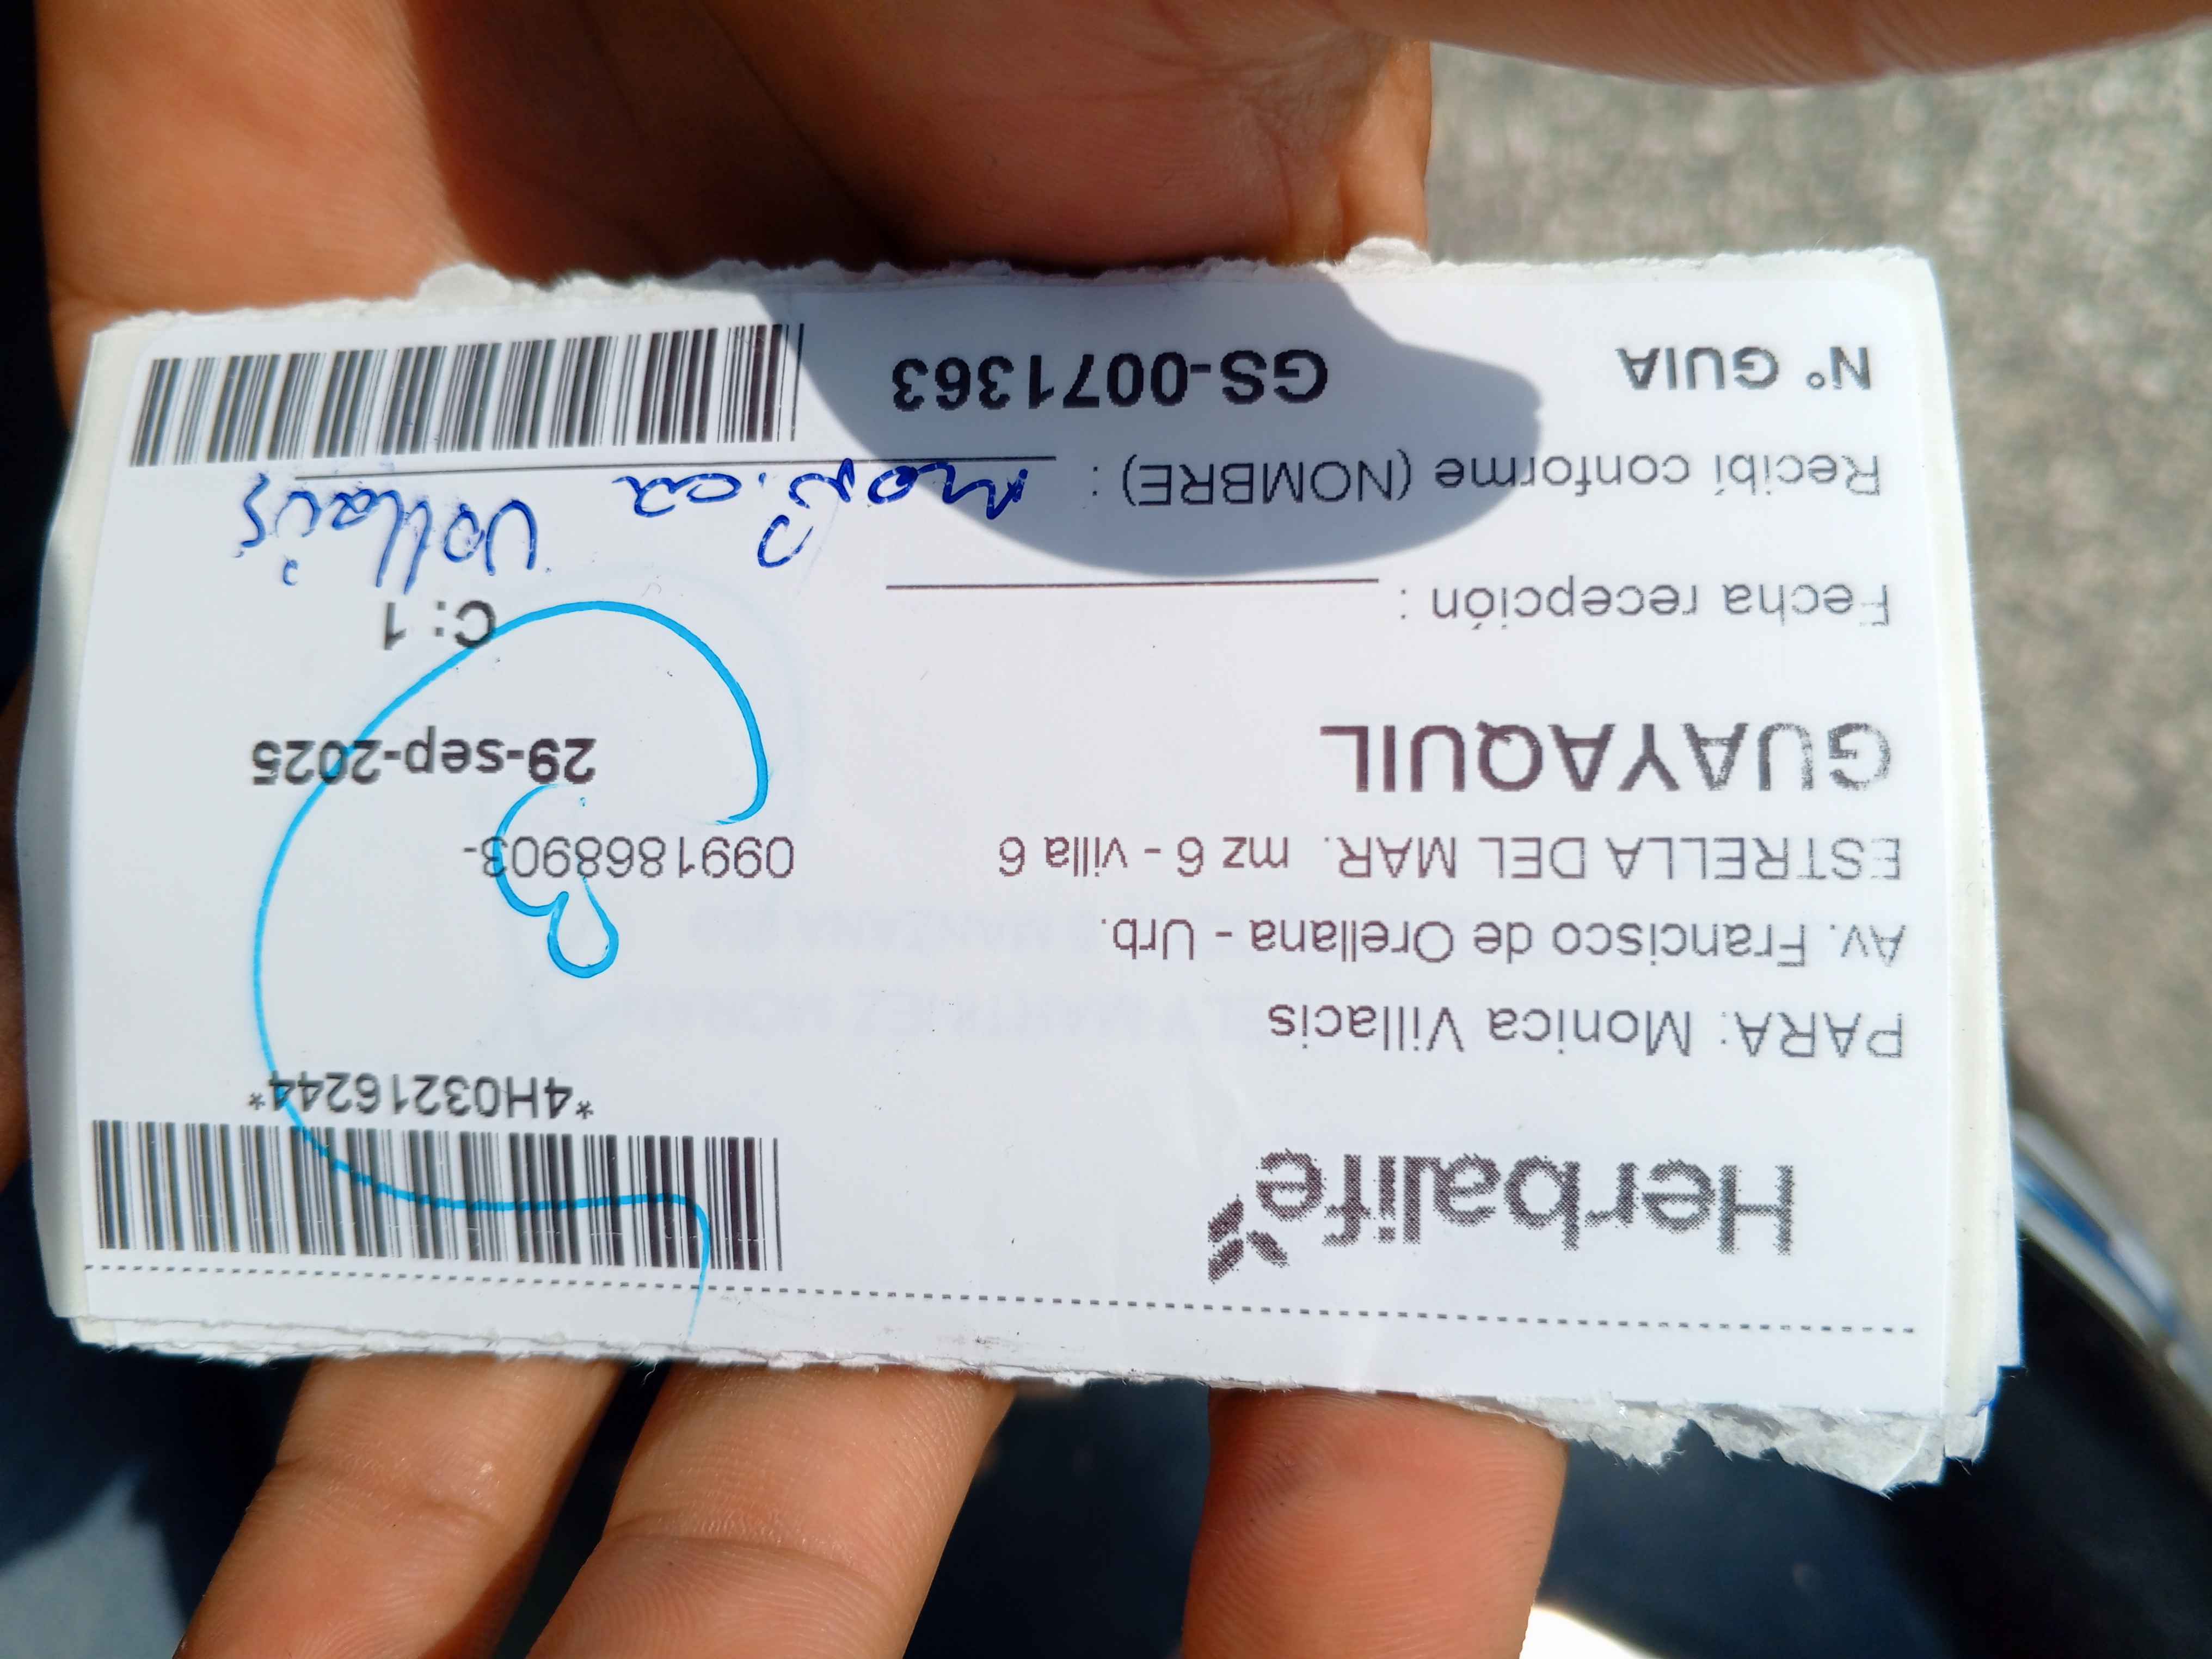 Herbalife
*4H03216244*
PARA: Monica Villacis
Av. Francisco de Orellana - Urb.
ESTRELLA DEL MAR. mz 6 - villa 6
0991868903-
GUAYAQUIL
29-sep-2025
Fecha recepción :
C: 1
Recibí conforme (NOMBRE) : Monica Villacis
N° GUIA GS-0071363